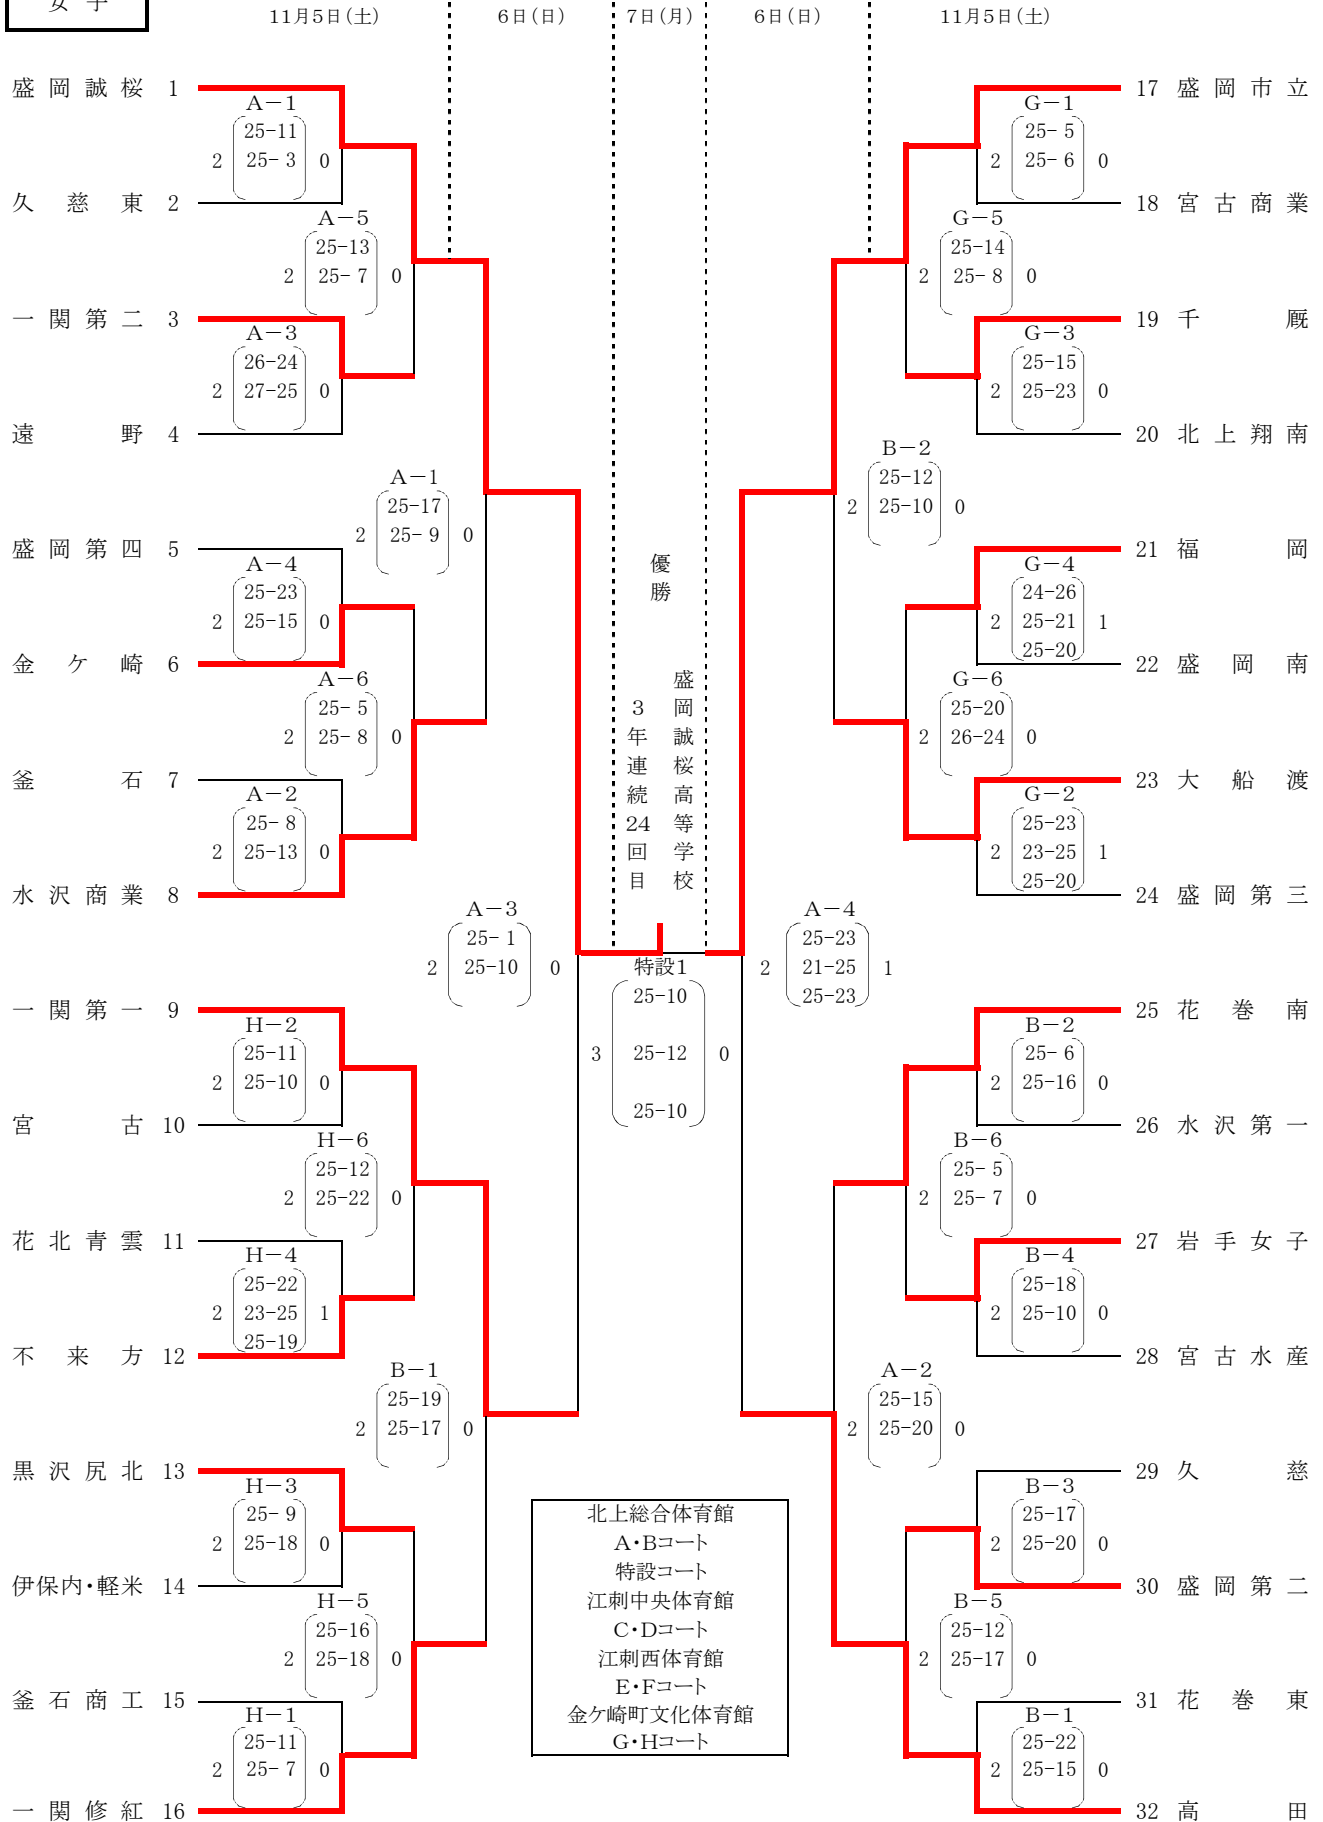 女子
11月5日(土) 6日(日) 7日(月) 6日(日) 11月5日(土)
盛岡誠桜 1
A-1
25-11
2 25- 3 0
久慈東 2
A-5
25-13
2 25- 7 0
一関第二 3
A-3
26-24
2 27-25 0
遠野 4
A-1
25-17
2 25- 9 0
盛岡第四 5
A-4
25-23
2 25-15 0
金ケ崎 6
A-6
25- 5
2 25- 8 0
釜石 7
A-2
25- 8
2 25-13 0
水沢商業 8
A-3
25- 1
2 25-10 0
一関第一 9
H-2
25-11
2 25-10 0
宮古 10
H-6
25-12
2 25-22 0
花北青雲 11
H-4
25-22
2 23-25 1
25-19
不来方 12
B-1
25-19
2 25-17 0
黒沢尻北 13
H-3
25- 9
2 25-18 0
伊保内・軽米 14
H-5
25-16
2 25-18 0
釜石商工 15
H-1
25-11
2 25- 7 0
一関修紅 16
優勝
盛岡誠桜高等学校
3年連続24回目
特設1
25-10
3 25-12 0
25-10
北上総合体育館
A・Bコート
特設コート
江刺中央体育館
C・Dコート
江刺西体育館
E・Fコート
金ケ崎町文化体育館
G・Hコート
17 盛岡市立
G-1
25- 5
2 25- 6 0
18 宮古商業
G-5
25-14
2 25- 8 0
19 千厩
G-3
25-15
2 25-23 0
20 北上翔南
B-2
25-12
2 25-10 0
21 福岡
G-4
24-26
2 25-21 1
25-20
22 盛岡南
G-6
25-20
2 26-24 0
23 大船渡
G-2
25-23
2 23-25 1
25-20
24 盛岡第三
A-4
25-23
2 21-25 1
25-23
25 花巻南
B-2
25- 6
2 25-16 0
26 水沢第一
B-6
25- 5
2 25- 7 0
27 岩手女子
B-4
25-18
2 25-10 0
28 宮古水産
A-2
25-15
2 25-20 0
29 久慈
B-3
25-17
2 25-20 0
30 盛岡第二
B-5
25-12
2 25-17 0
31 花巻東
B-1
25-22
2 25-15 0
32 高田